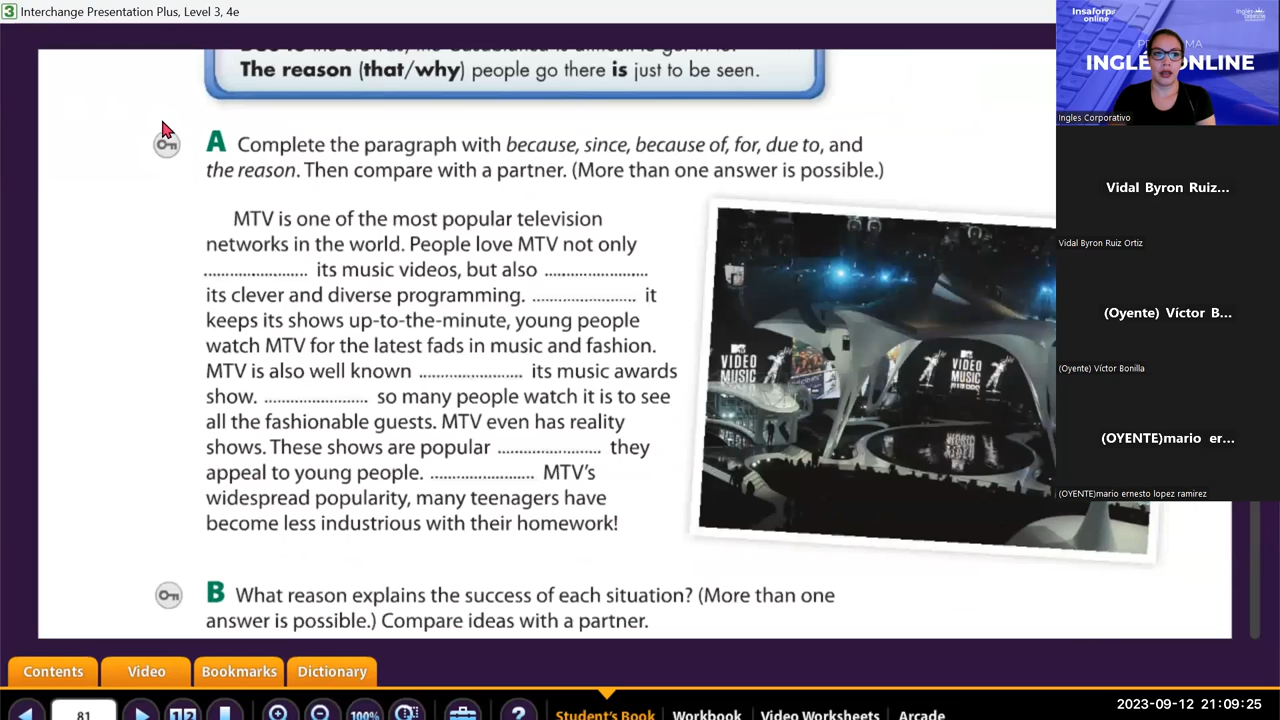 Interchange Presentation Plus, Level 3, 4e
The reason (that/why) people go there is just to be seen.
A Complete the paragraph with because, since, because of, for, due to, and
the reason. Then compare with a partner. (More than one answer is possible.)
MTV is one of the most popular television
networks in the world. People love MTV not only
........................ its music videos, but also ........................
its clever and diverse programming. ........................ it
keeps its shows up-to-the-minute, young people
watch MTV for the latest fads in music and fashion.
MTV is also well known ........................ its music awards
show. ........................ so many people watch it is to see
all the fashionable guests. MTV even has reality
shows. These shows are popular ........................ they
appeal to young people. ........................ MTV's
widespread popularity, many teenagers have
become less industrious with their homework!
VIDEO
MUSIC
VIDEO
MUSIC
B What reason explains the success of each situation? (More than one
answer is possible.) Compare ideas with a partner.
Insaforp
online
INGLÉS ONLINE
Ingles Corporativo
Vidal Byron Ruiz...
Vidal Byron Ruiz Ortiz
(Oyente) Víctor B...
(Oyente) Víctor Bonilla
(OYENTE)mario er...
(OYENTE)mario ernesto lopez ramirez
Contents
Video
Bookmarks
Dictionary
81
100%
?
Student's Book
Workbook
Video Worksheets
Arcade
2023-09-12 21:09:25